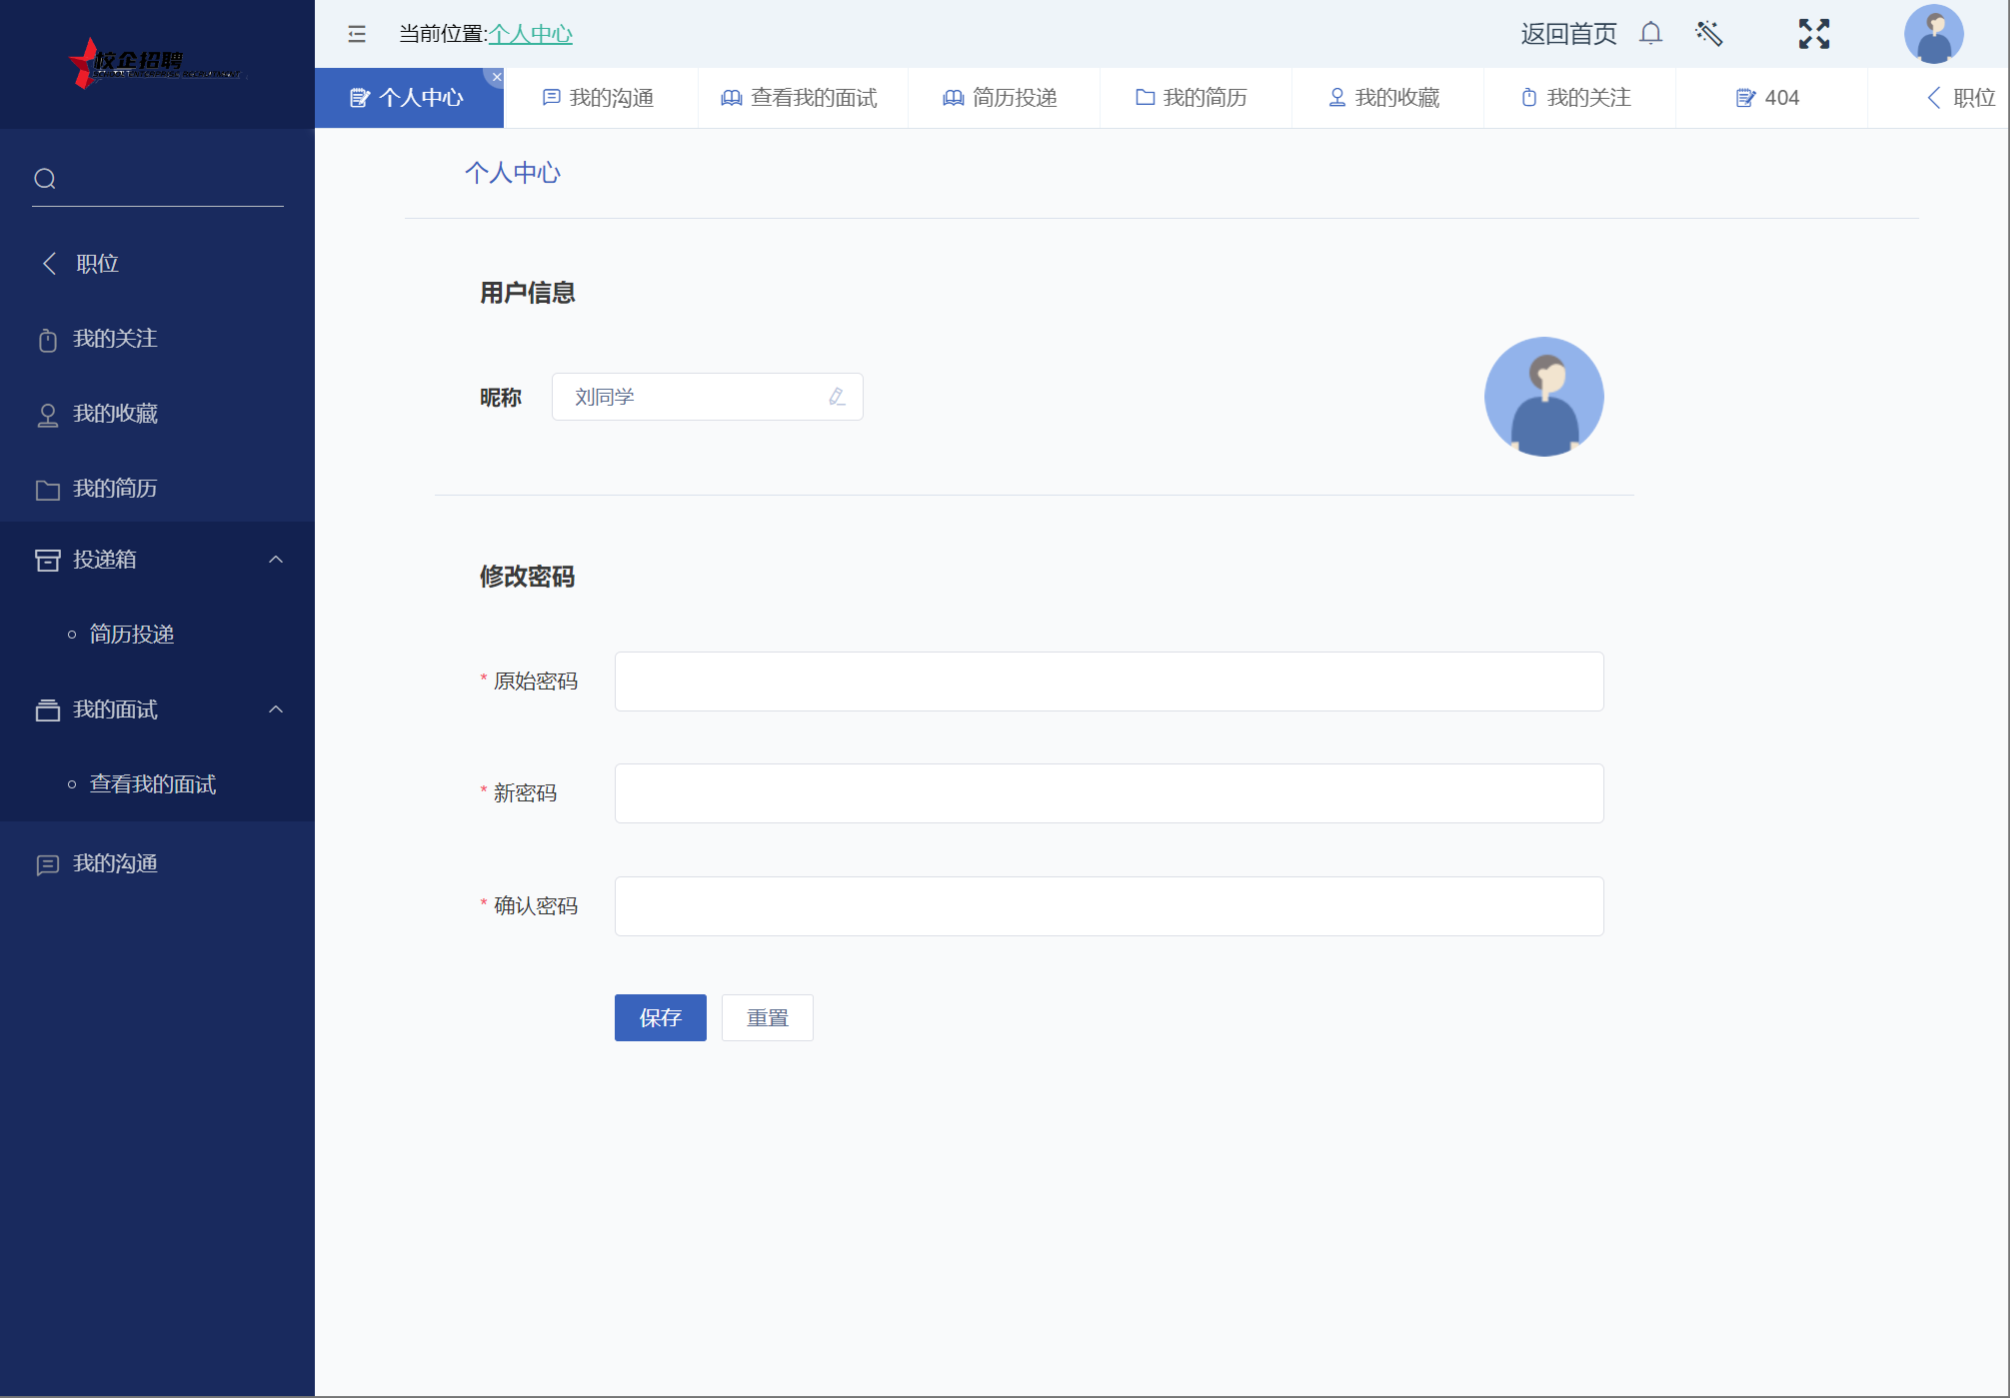 校企招聘
当前位置:个人中心
返回首页
个人中心
我的沟通
查看我的面试
简历投递
我的简历
我的收藏
我的关注
404
职位
职位
我的关注
我的收藏
我的简历
投递箱
简历投递
我的面试
查看我的面试
我的沟通
个人中心
用户信息
昵称 刘同学
修改密码
* 原始密码
* 新密码
* 确认密码
保存 重置